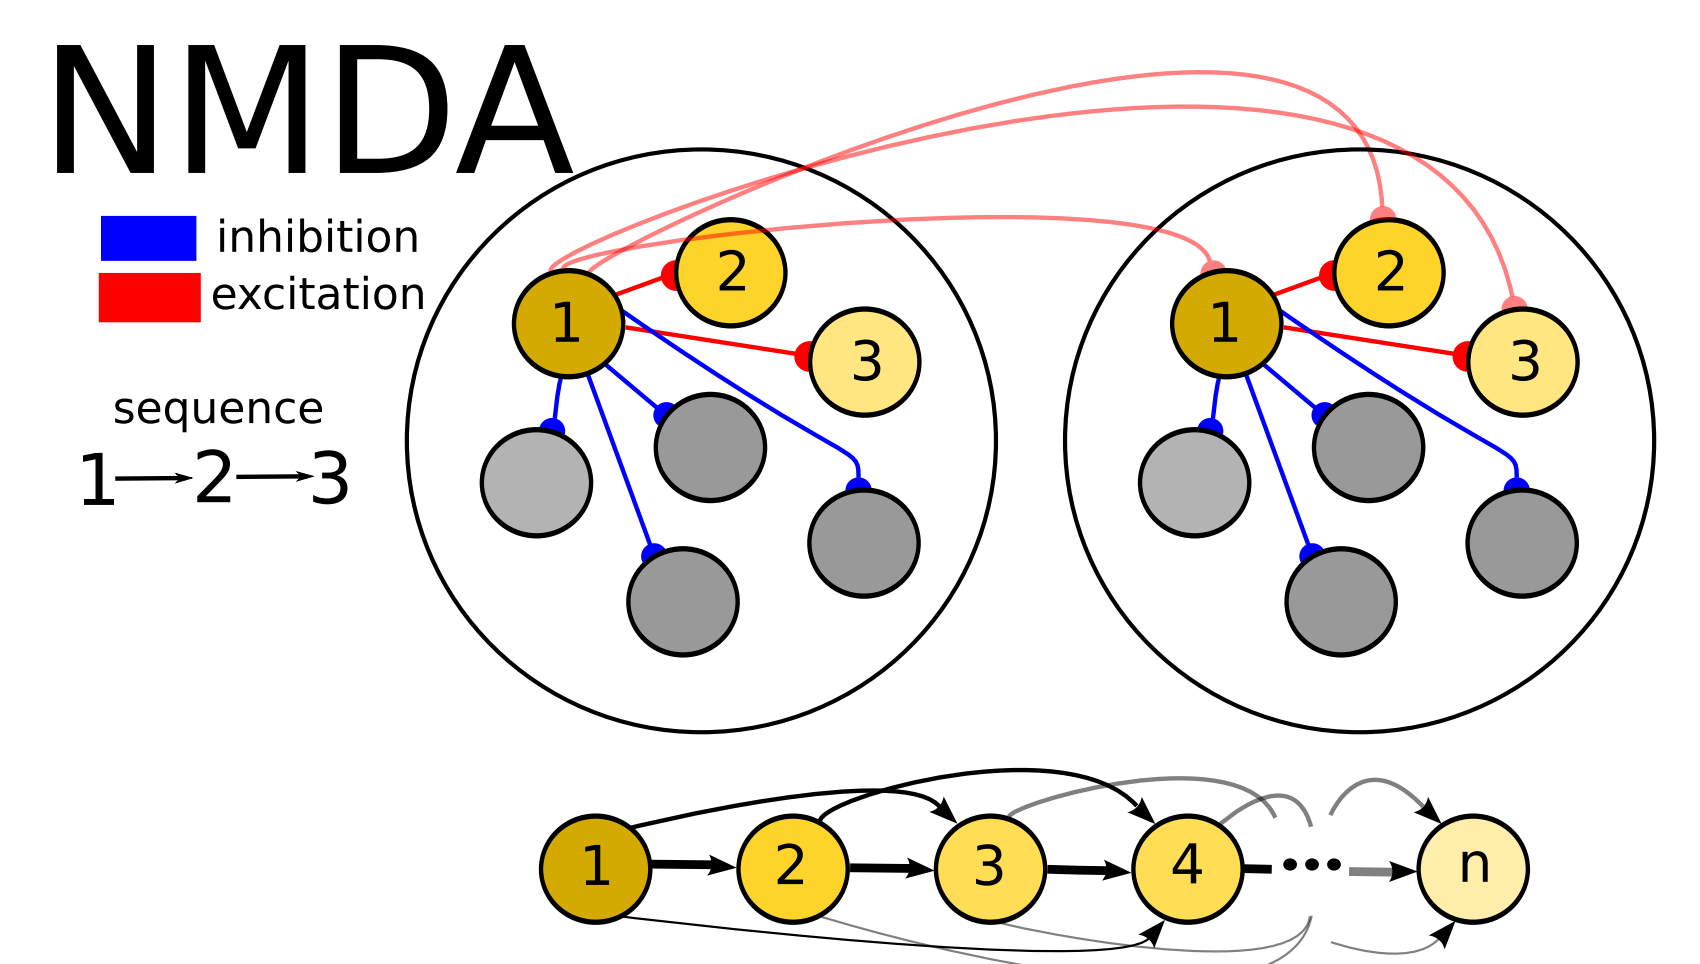 NMDA
inhibition
excitation
sequence
1 2 3
2
1
3
2
1
3
1 2 3 4 ... n